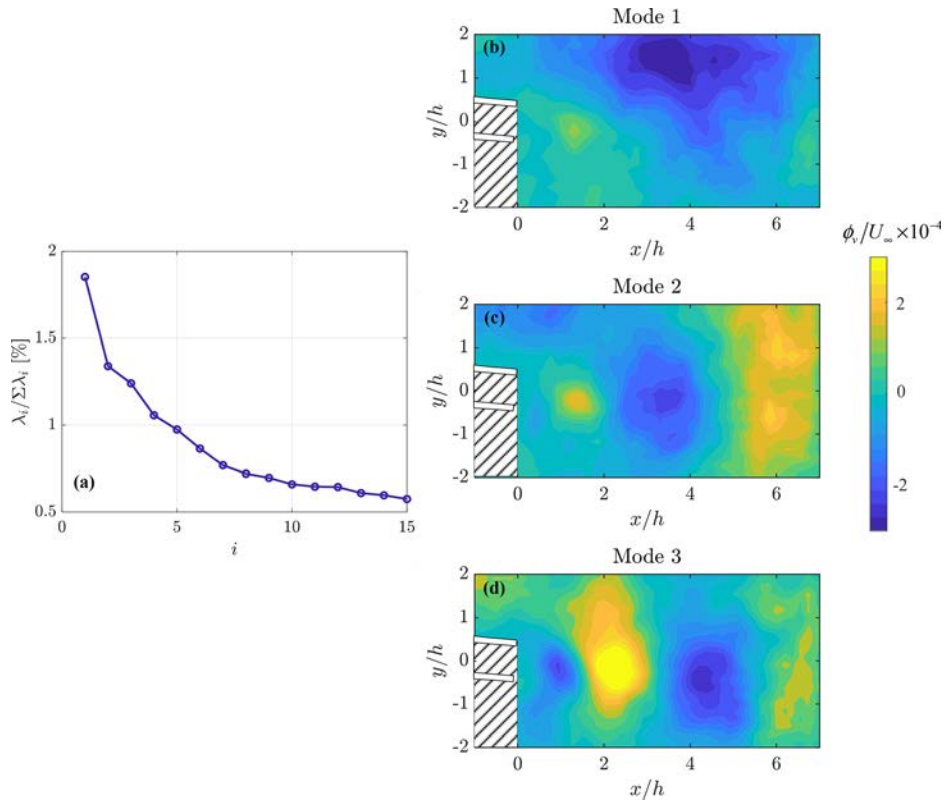 Mode 1
(b)
2
1
0
-1
-2
y/h
0 2 4 6
x/h
Mode 2
(c)
2
1
0
-1
-2
y/h
0 2 4 6
x/h
Mode 3
(d)
2
1
0
-1
-2
y/h
0 2 4 6
x/h
2
1.5
1
0.5
λᵢ/Σλᵢ [%]
(a)
0 5 10 15
i
ϕᵥ/U∞×10⁻⁴
2
0
-2